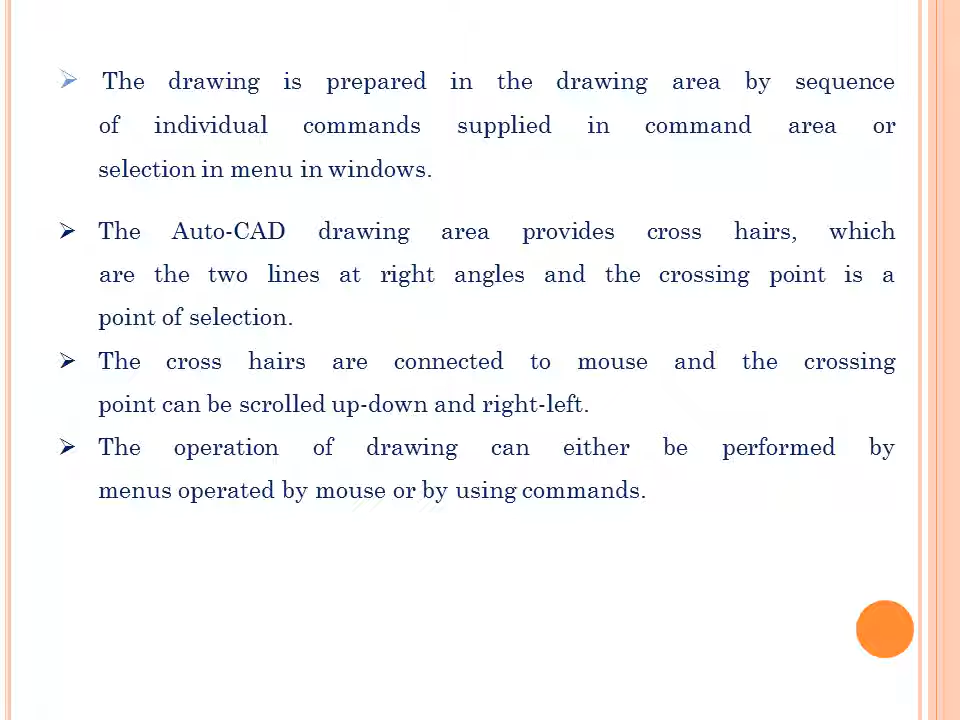 The drawing is prepared in the drawing area by sequence
of individual commands supplied in command area or
selection in menu in windows.
The Auto-CAD drawing area provides cross hairs, which
are the two lines at right angles and the crossing point is a
point of selection.
The cross hairs are connected to mouse and the crossing
point can be scrolled up-down and right-left.
The operation of drawing can either be performed by
menus operated by mouse or by using commands.